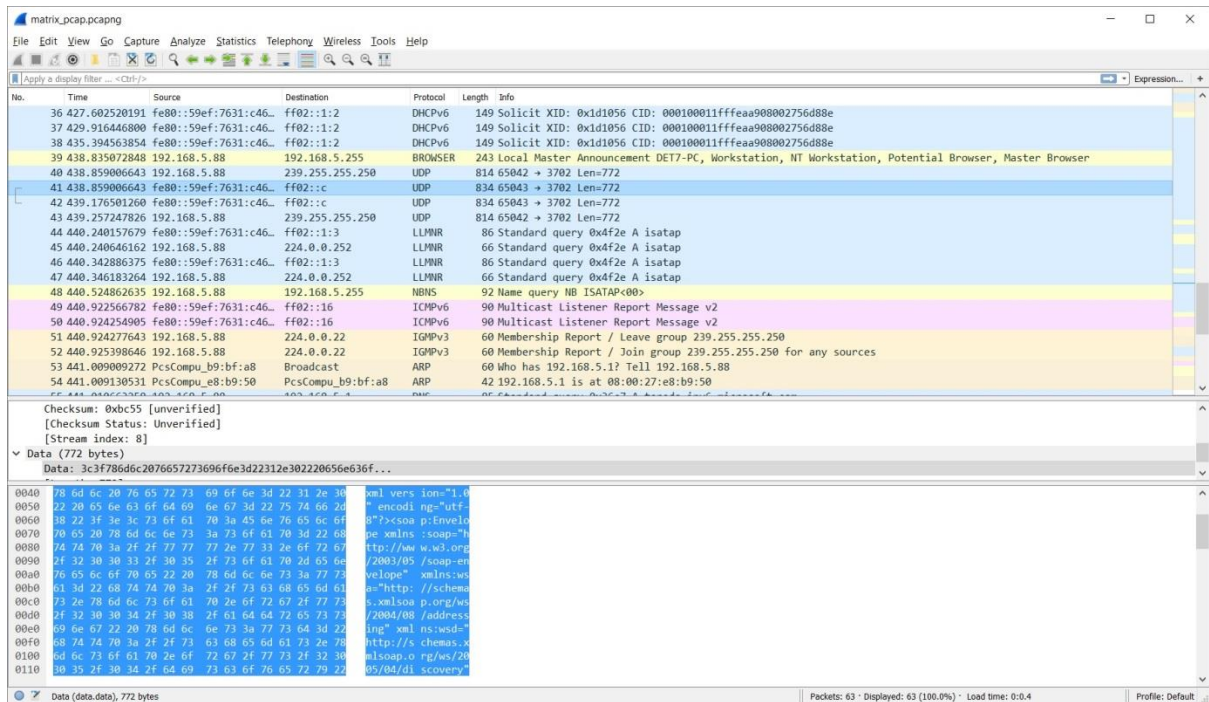 matrix_pcap.pcapng
File Edit View Go Capture Analyze Statistics Telephony Wireless Tools Help
Apply a display filter ... <Ctrl-/> Expression... +
No. Time Source Destination Protocol Length Info
36 427.602520191 fe80::59ef:7631:c46… ff02::1:2 DHCPv6 149 Solicit XID: 0x1d1056 CID: 000100011fffeaa908002756d88e
37 429.916446800 fe80::59ef:7631:c46… ff02::1:2 DHCPv6 149 Solicit XID: 0x1d1056 CID: 000100011fffeaa908002756d88e
38 435.394563854 fe80::59ef:7631:c46… ff02::1:2 DHCPv6 149 Solicit XID: 0x1d1056 CID: 000100011fffeaa908002756d88e
39 438.835072848 192.168.5.88 192.168.5.255 BROWSER 243 Local Master Announcement DET7-PC, Workstation, NT Workstation, Potential Browser, Master Browser
40 438.859006643 192.168.5.88 239.255.255.250 UDP 814 65042 → 3702 Len=772
41 438.859006643 fe80::59ef:7631:c46… ff02::c UDP 834 65043 → 3702 Len=772
42 439.176501260 fe80::59ef:7631:c46… ff02::c UDP 834 65043 → 3702 Len=772
43 439.257247826 192.168.5.88 239.255.255.250 UDP 814 65042 → 3702 Len=772
44 440.240157679 fe80::59ef:7631:c46… ff02::1:3 LLMNR 86 Standard query 0x4f2e A isatap
45 440.240646162 192.168.5.88 224.0.0.252 LLMNR 66 Standard query 0x4f2e A isatap
46 440.342886375 fe80::59ef:7631:c46… ff02::1:3 LLMNR 86 Standard query 0x4f2e A isatap
47 440.346183264 192.168.5.88 224.0.0.252 LLMNR 66 Standard query 0x4f2e A isatap
48 440.524862635 192.168.5.88 192.168.5.255 NBNS 92 Name query NB ISATAP<00>
49 440.922566782 fe80::59ef:7631:c46… ff02::16 ICMPv6 90 Multicast Listener Report Message v2
50 440.924254905 fe80::59ef:7631:c46… ff02::16 ICMPv6 90 Multicast Listener Report Message v2
51 440.924277643 192.168.5.88 224.0.0.22 IGMPv3 60 Membership Report / Leave group 239.255.255.250
52 440.925398646 192.168.5.88 224.0.0.22 IGMPv3 60 Membership Report / Join group 239.255.255.250 for any sources
53 441.009009272 PcsCompu_b9:bf:a8 Broadcast ARP 60 Who has 192.168.5.1? Tell 192.168.5.88
54 441.009130531 PcsCompu_e8:b9:50 PcsCompu_b9:bf:a8 ARP 42 192.168.5.1 is at 08:00:27:e8:b9:50
Checksum: 0xbc55 [unverified]
[Checksum Status: Unverified]
[Stream index: 8]
Data (772 bytes)
Data: 3c3f786d6c2076657273696f6e3d22312e302220656e636f...
0040 78 6d 6c 20 76 65 72 73 69 6f 6e 3d 22 31 2e 30 xml vers ion="1.0
0050 22 20 65 6e 63 6f 64 69 6e 67 3d 22 75 74 66 2d " encodi ng="utf-
0060 38 22 3f 3e 3c 73 6f 61 70 3a 45 6e 76 65 6c 6f 8"?><soa p:Envelo
0070 70 65 20 78 6d 6c 6e 73 3a 73 6f 61 70 3d 22 68 pe xmlns :soap="h
0080 74 74 70 3a 2f 2f 77 77 77 2e 77 33 2e 6f 72 67 ttp://ww w.w3.org
0090 2f 32 30 30 33 2f 30 35 2f 73 6f 61 70 2d 65 6e /2003/05 /soap-en
00a0 76 65 6c 6f 70 65 22 20 78 6d 6c 6e 73 3a 77 73 velope" xmlns:ws
00b0 61 3d 22 68 74 74 70 3a 2f 2f 73 63 68 65 6d 61 a="http: //schema
00c0 73 2e 78 6d 6c 73 6f 61 70 2e 6f 72 67 2f 77 73 s.xmlsoa p.org/ws
00d0 2f 32 30 30 34 2f 30 38 2f 61 64 64 72 65 73 73 /2004/08 /address
00e0 69 6e 67 22 20 78 6d 6c 6e 73 3a 77 73 64 3d 22 ing" xml ns:wsd="
00f0 68 74 74 70 3a 2f 2f 73 63 68 65 6d 61 73 2e 78 http://s chemas.x
0100 6d 6c 73 6f 61 70 2e 6f 72 67 2f 77 73 2f 32 30 mlsoap.o rg/ws/20
0110 30 35 2f 30 34 2f 64 69 73 63 6f 76 65 72 79 22 05/04/di scovery"
Data (data.data), 772 bytes Packets: 63 · Displayed: 63 (100.0%) · Load time: 0:0.4 Profile: Default